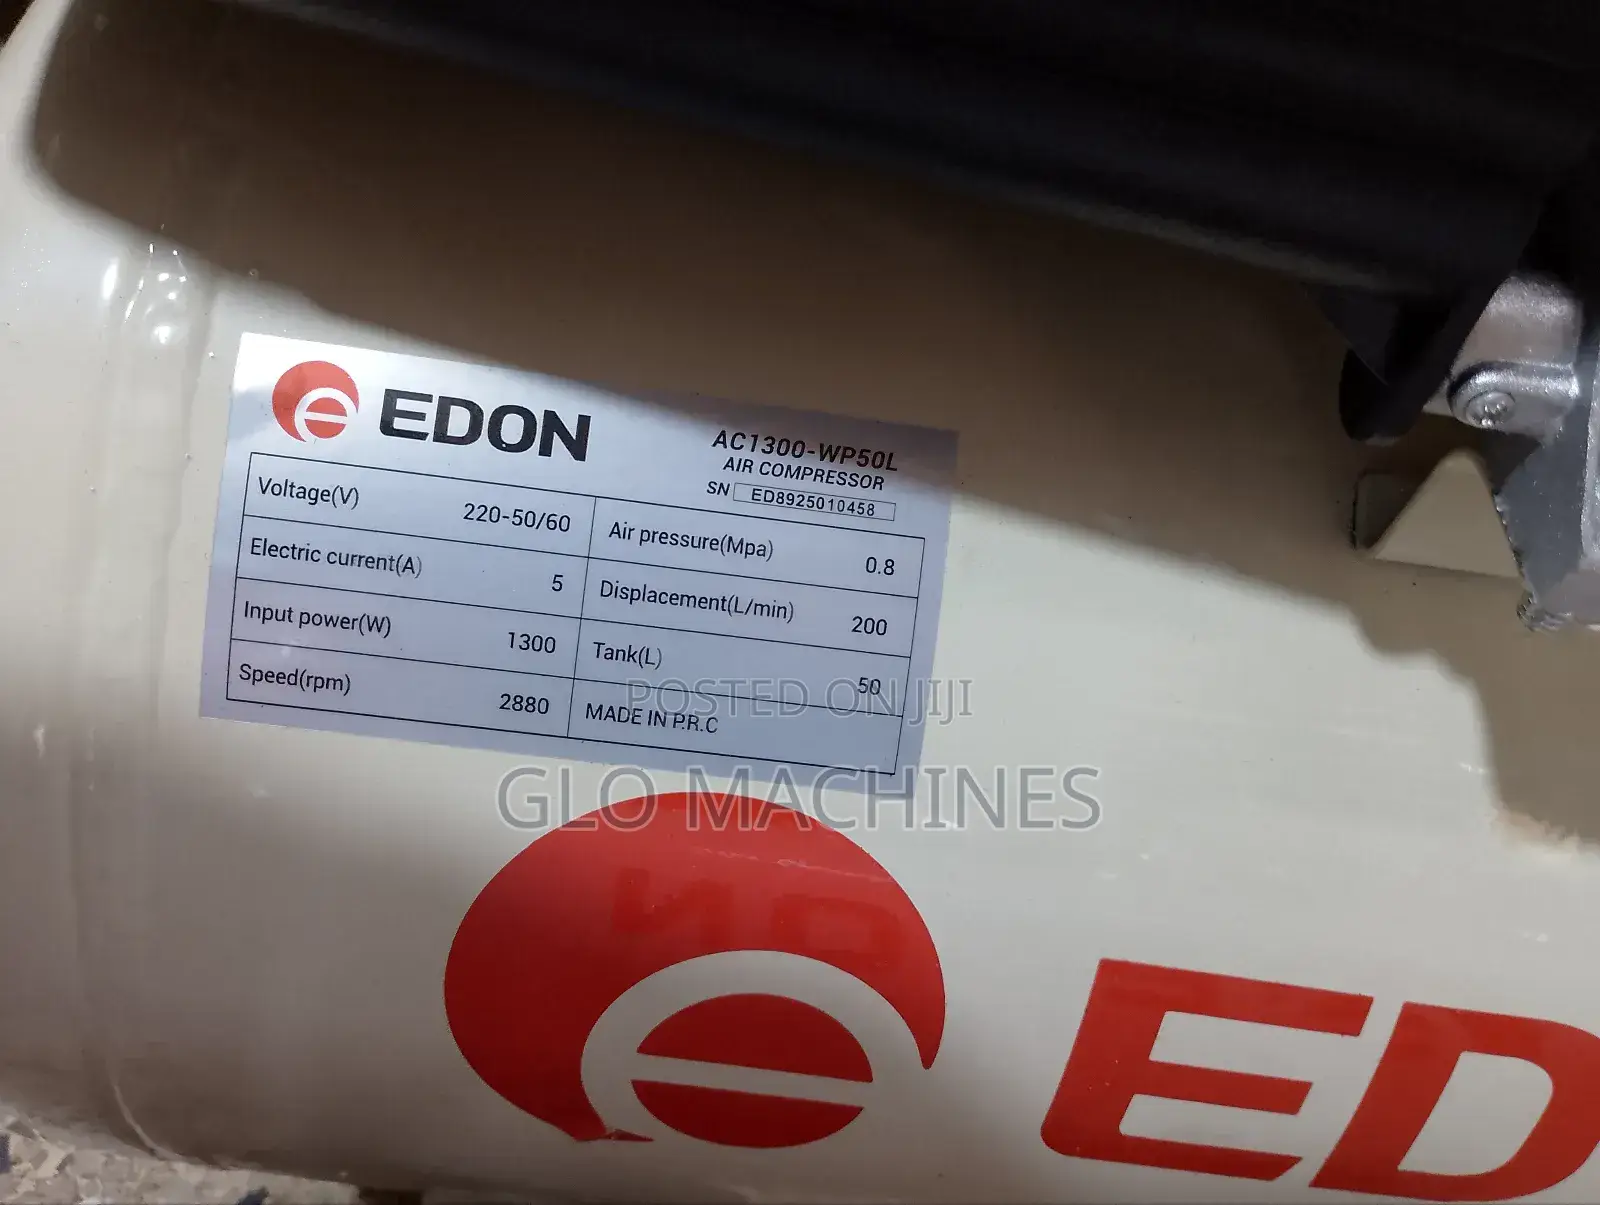 EDON
AC1300-WP50L
AIR COMPRESSOR
SN ED8925010458
Voltage(V) 220-50/60
Air pressure(Mpa) 0.8
Electric current(A) 5
Displacement(L/min) 200
Input power(W) 1300
Tank(L) 50
Speed(rpm) 2880
MADE IN P.R.C
POSTED ON JIJI
GLO MACHINES
ED